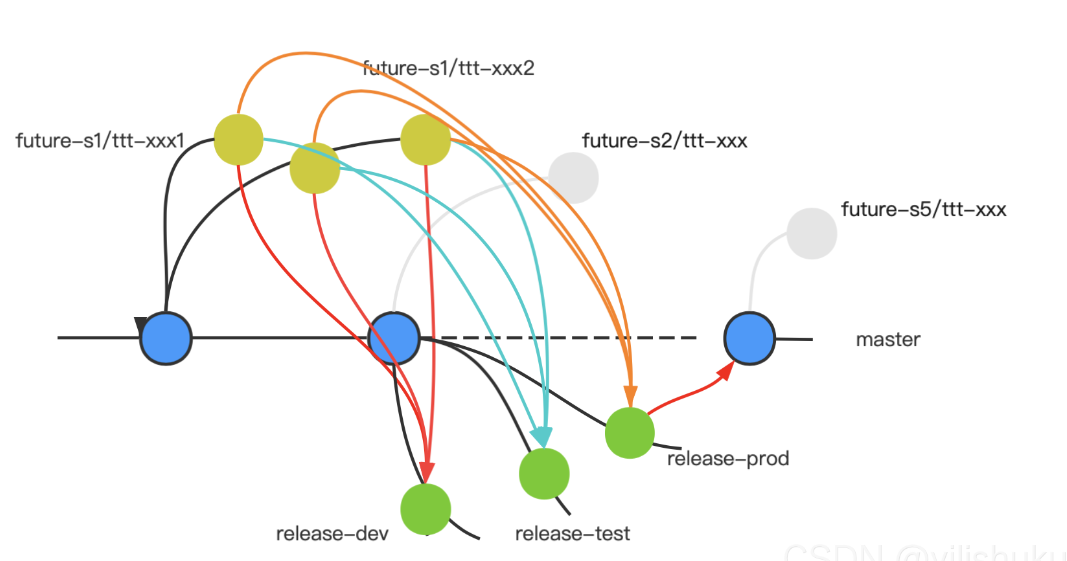 future-s1/ttt-xxx2
future-s1/ttt-xxx1
future-s2/ttt-xxx
future-s5/ttt-xxx
master
release-prod
release-dev
release-test